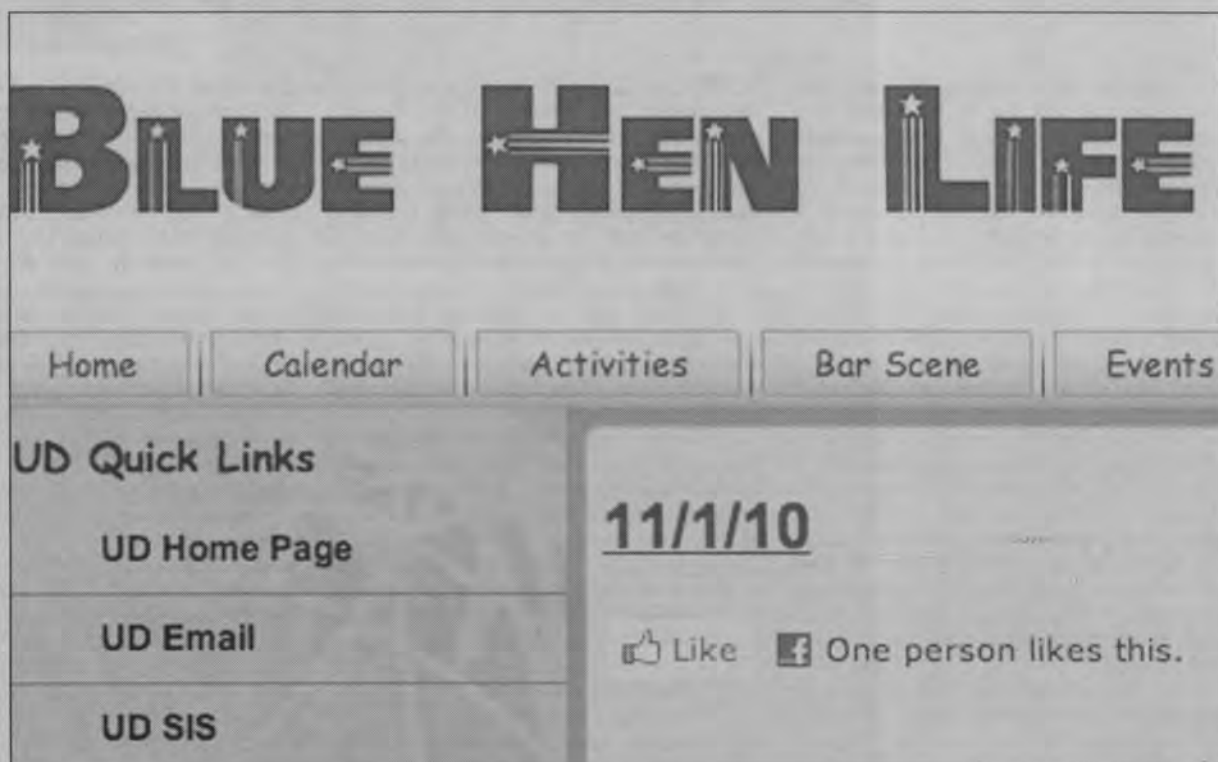 BLUE HEN LIFE
Home Calendar Activities Bar Scene Events
UD Quick Links
UD Home Page
UD Email
UD SIS
11/1/10
Like One person likes this.